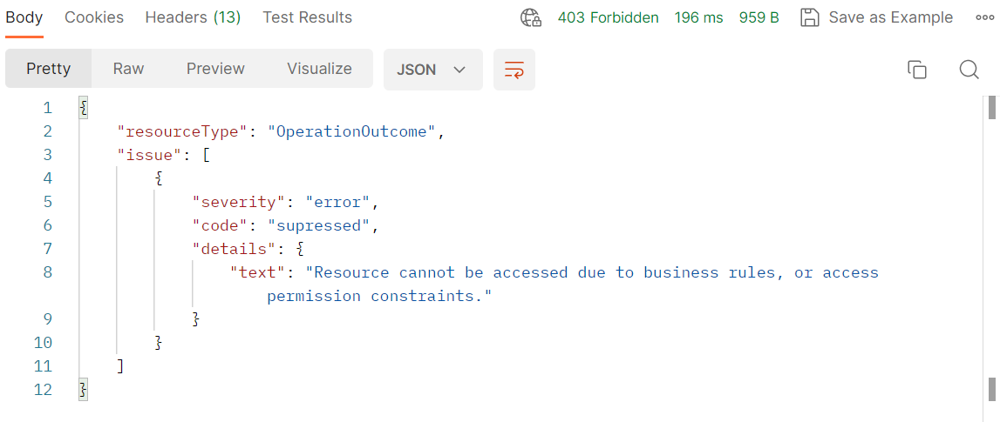 Body Cookies Headers (13) Test Results 403 Forbidden 196 ms 959 B Save as Example
Pretty Raw Preview Visualize JSON
1 {
2 "resourceType": "OperationOutcome",
3 "issue": [
4 {
5 "severity": "error",
6 "code": "supressed",
7 "details": {
8 "text": "Resource cannot be accessed due to business rules, or access
permission constraints."
9 }
10 }
11 ]
12 }